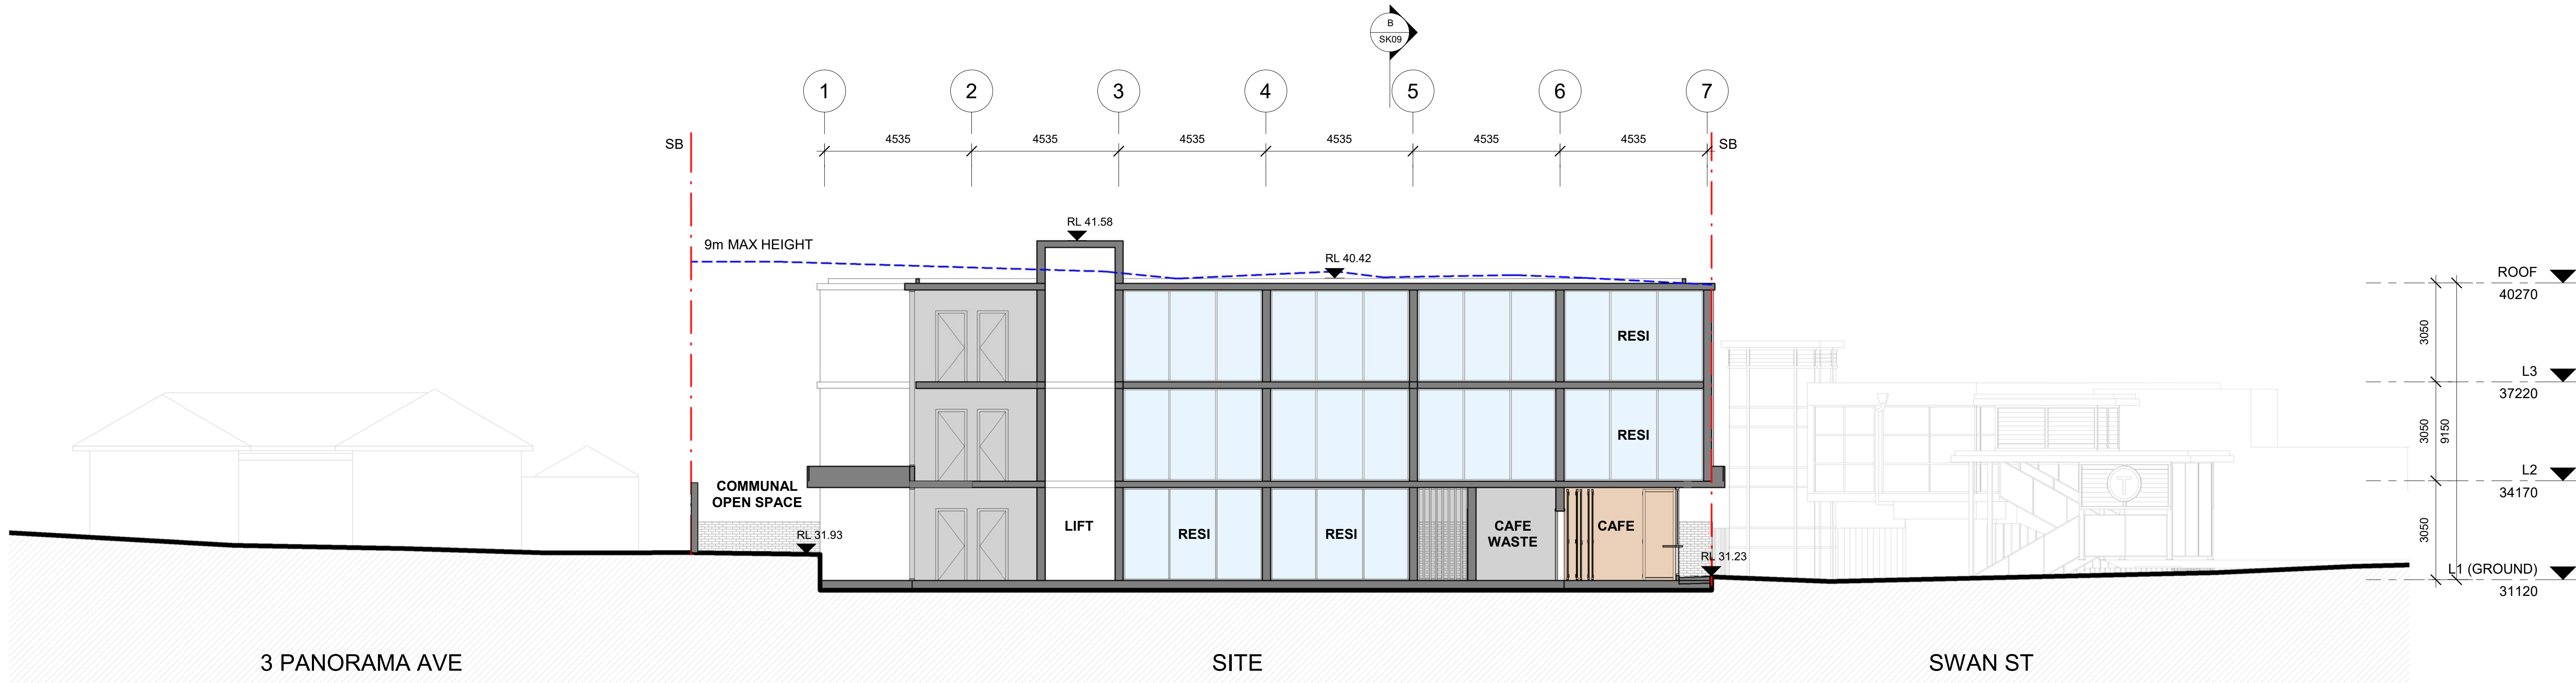 B
SK09
1
2
3
4
5
6
7
4535
4535
4535
4535
4535
4535
SB
SB
RL 41.58
9m MAX HEIGHT
RL 40.42
ROOF
40270
3050
RESI
L3
37220
3050
9150
RESI
L2
34170
COMMUNAL
OPEN SPACE
RL 31.93
LIFT
RESI
RESI
CAFE
WASTE
CAFE
RL 31.23
T
3050
L1 (GROUND)
31120
3 PANORAMA AVE
SITE
SWAN ST